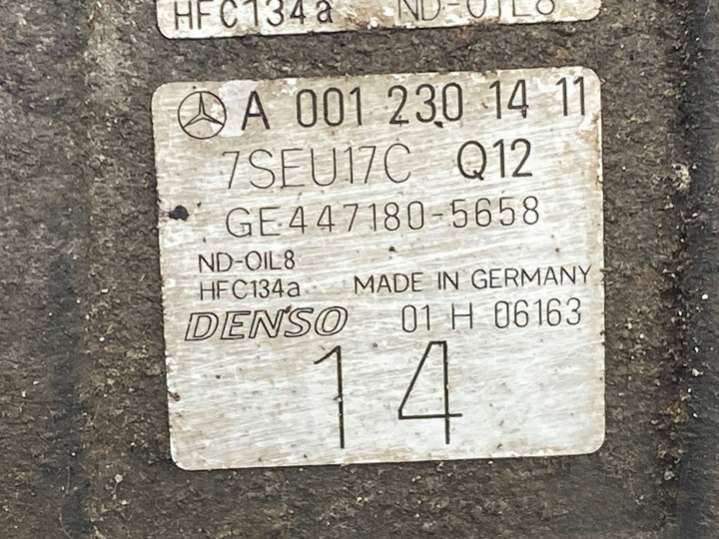 HFC134a ND-OIL8
A 001 230 14 11
7SEU17C Q12
GE447180-5658
ND-OIL8
HFC134a MADE IN GERMANY
DENSO 01 H 06163
14